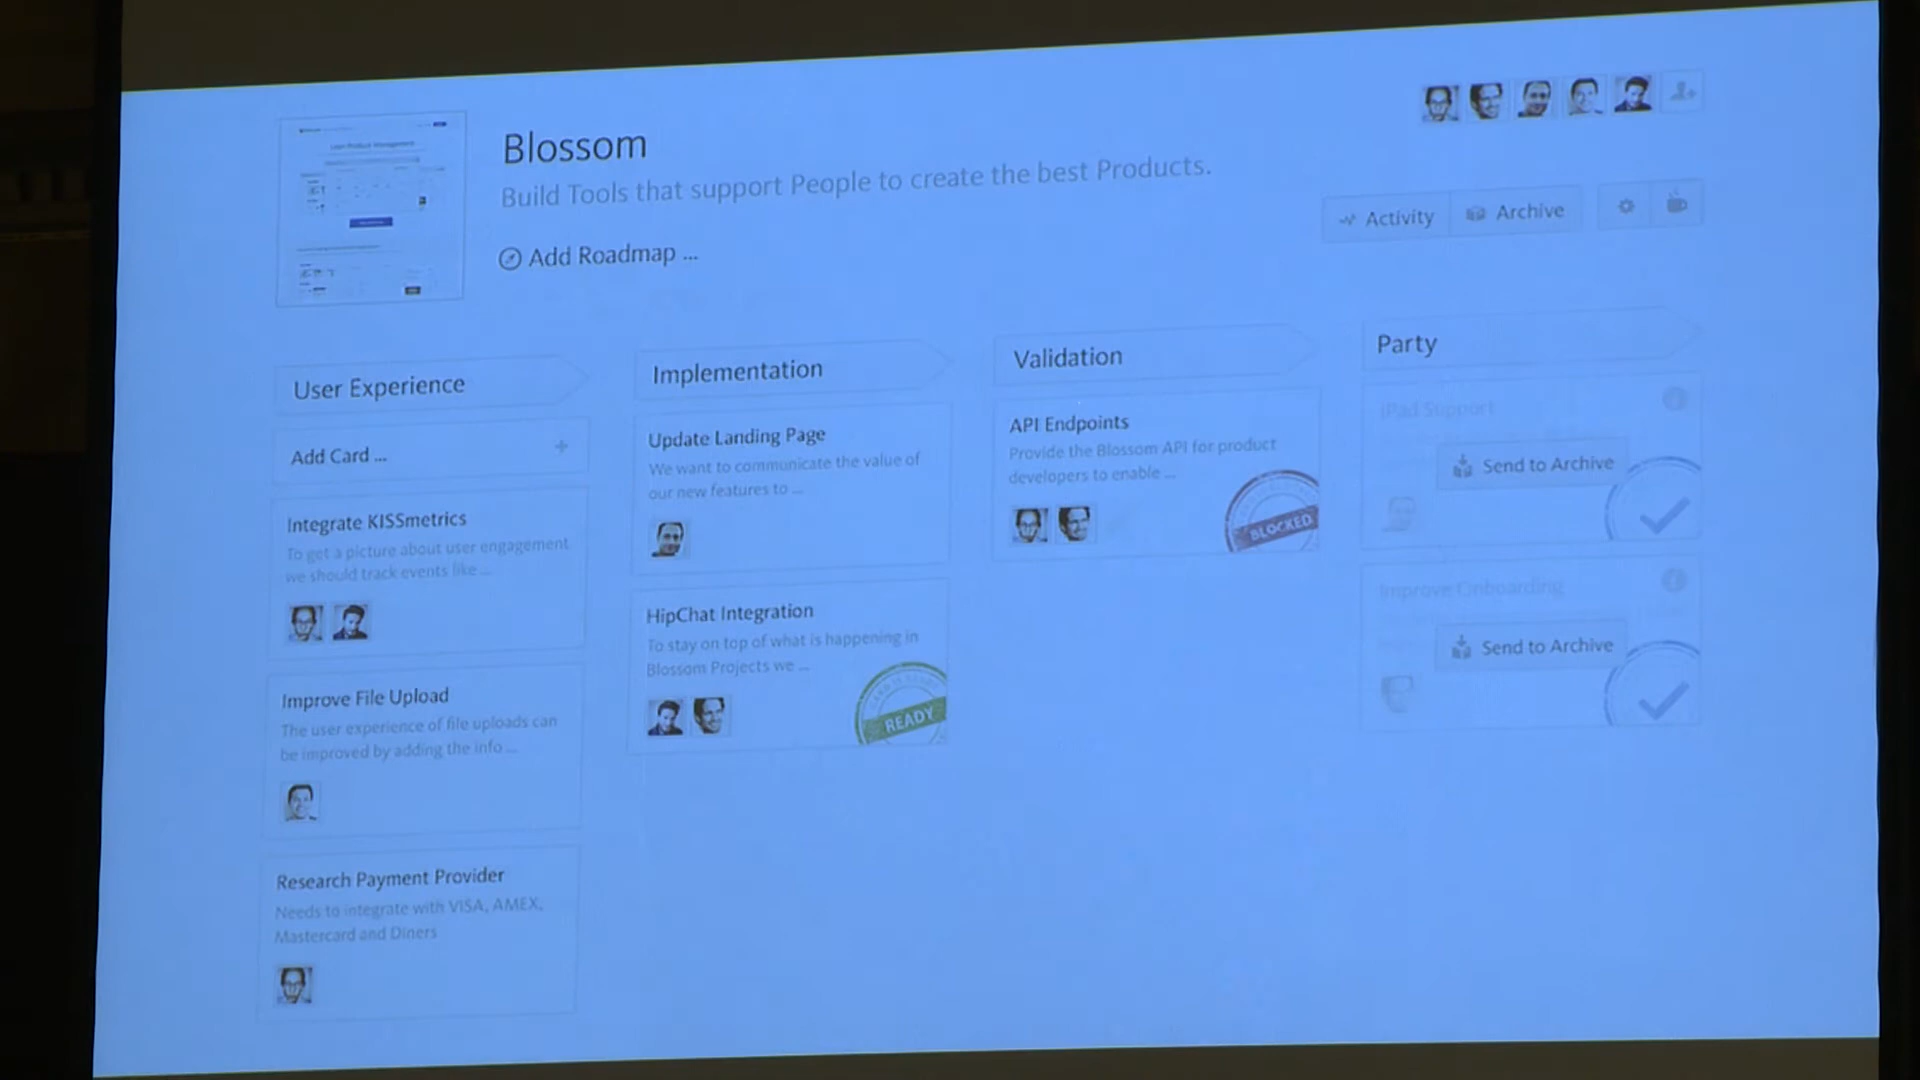 Blossom
Build Tools that support People to create the best Products.
Add Roadmap ...
Activity
Archive
User Experience
Add Card ...
+
Integrate KISSmetrics
To get a picture about user engagement
we should track events like ...
Improve File Upload
The user experience of file uploads can
be improved by adding the info ...
Research Payment Provider
Needs to integrate with VISA, AMEX,
Mastercard and Diners
Implementation
Update Landing Page
We want to communicate the value of
our new features to ...
HipChat Integration
To stay on top of what is happening in
Blossom Projects we ...
READY
Validation
API Endpoints
Provide the Blossom API for product
developers to enable ...
BLOCKED
Party
iPad Support
Send to Archive
Improve Onboarding
Send to Archive